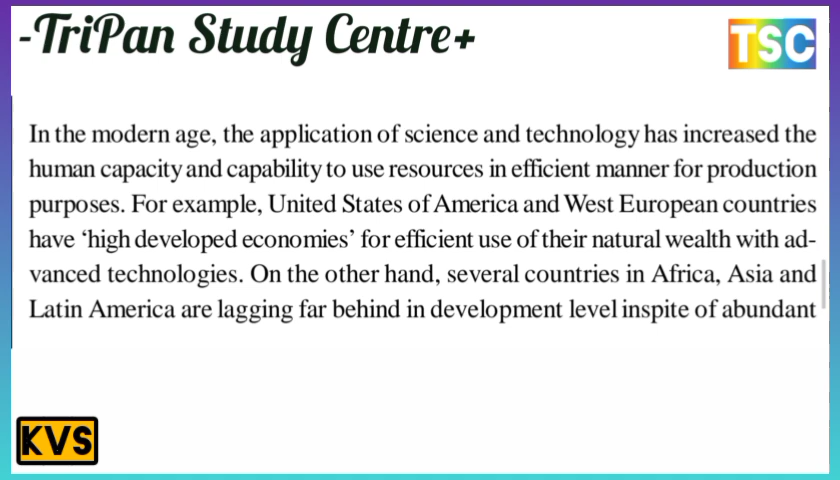 -TriPan Study Centre+
TSC
In the modern age, the application of science and technology has increased the
human capacity and capability to use resources in efficient manner for production
purposes. For example, United States of America and West European countries
have ‘high developed economies’ for efficient use of their natural wealth with ad-
vanced technologies. On the other hand, several countries in Africa, Asia and
Latin America are lagging far behind in development level inspite of abundant
KVS